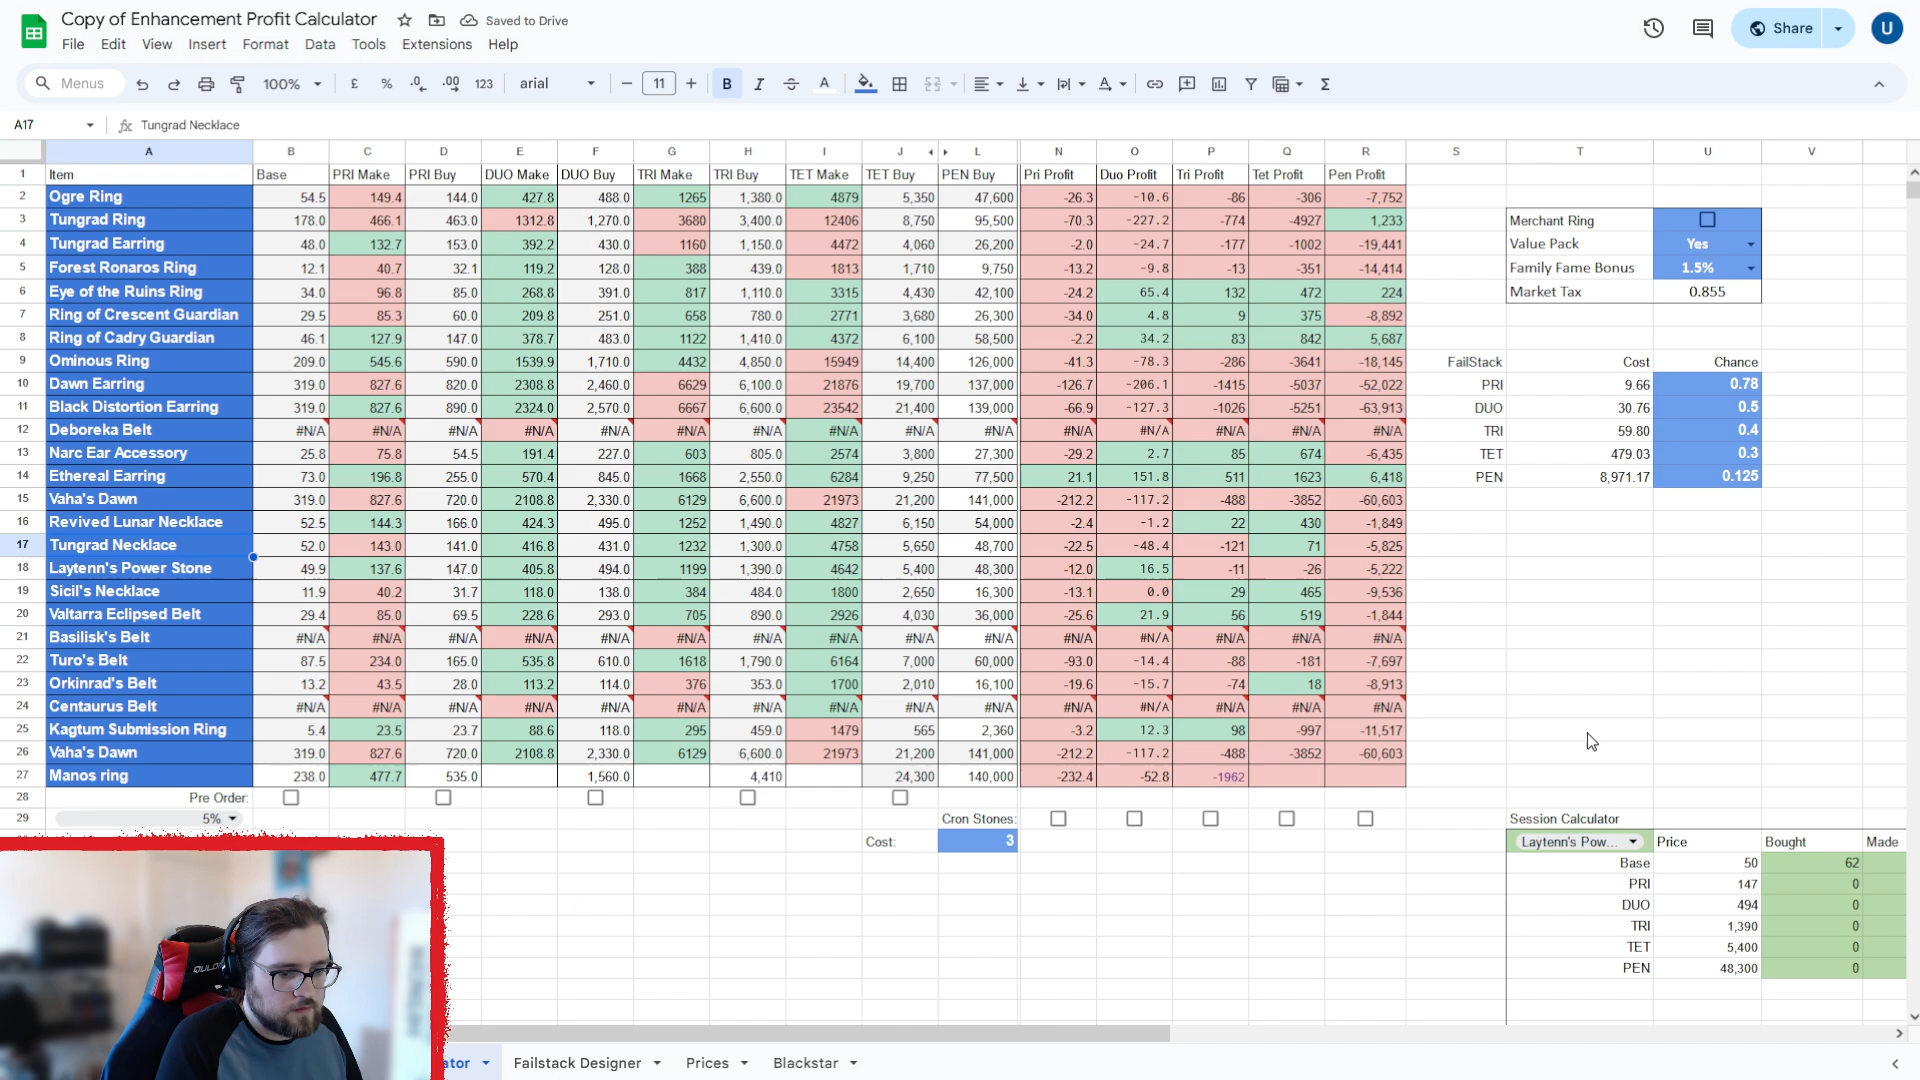 Copy of Enhancement Profit Calculator Saved to Drive
File Edit View Insert Format Data Tools Extensions Help
Share U
Menus 100% £ % .0 .00 123 arial − 11 + B I A Σ
A17 fx Tungrad Necklace
A B C D E F G H I J L N O P Q R S T U V
1 Item Base PRI Make PRI Buy DUO Make DUO Buy TRI Make TRI Buy TET Make TET Buy PEN Buy Pri Profit Duo Profit Tri Profit Tet Profit Pen Profit
2 Ogre Ring 54.5 149.4 144.0 427.8 488.0 1265 1,380.0 4879 5,350 47,600 -26.3 -10.6 -86 -306 -7,752
3 Tungrad Ring 178.0 466.1 463.0 1312.8 1,270.0 3680 3,400.0 12406 8,750 95,500 -70.3 -227.2 -774 -4927 1,233 Merchant Ring
4 Tungrad Earring 48.0 132.7 153.0 392.2 430.0 1160 1,150.0 4472 4,060 26,200 -2.0 -24.7 -177 -1002 -19,441 Value Pack Yes
5 Forest Ronaros Ring 12.1 40.7 32.1 119.2 128.0 388 439.0 1813 1,710 9,750 -13.2 -9.8 -13 -351 -14,414 Family Fame Bonus 1.5%
6 Eye of the Ruins Ring 34.0 96.8 85.0 268.8 391.0 817 1,110.0 3315 4,430 42,100 -24.2 65.4 132 472 224 Market Tax 0.855
7 Ring of Crescent Guardian 29.5 85.3 60.0 209.8 251.0 658 780.0 2771 3,680 26,300 -34.0 4.8 9 375 -8,892
8 Ring of Cadry Guardian 46.1 127.9 147.0 378.7 483.0 1122 1,410.0 4372 6,100 58,500 -2.2 34.2 83 842 5,687
9 Ominous Ring 209.0 545.6 590.0 1539.9 1,710.0 4432 4,850.0 15949 14,400 126,000 -41.3 -78.3 -286 -3641 -18,145 FailStack Cost Chance
10 Dawn Earring 319.0 827.6 820.0 2308.8 2,460.0 6629 6,100.0 21876 19,700 137,000 -126.7 -206.1 -1415 -5037 -52,022 PRI 9.66 0.78
11 Black Distortion Earring 319.0 827.6 890.0 2324.0 2,570.0 6667 6,600.0 23542 21,400 139,000 -66.9 -127.3 -1026 -5251 -63,913 DUO 30.76 0.5
12 Deboreka Belt #N/A #N/A #N/A #N/A #N/A #N/A #N/A #N/A #N/A #N/A #N/A #N/A #N/A #N/A #N/A TRI 59.80 0.4
13 Narc Ear Accessory 25.8 75.8 54.5 191.4 227.0 603 805.0 2574 3,800 27,300 -29.2 2.7 85 674 -6,435 TET 479.03 0.3
14 Ethereal Earring 73.0 196.8 255.0 570.4 845.0 1668 2,550.0 6284 9,250 77,500 21.1 151.8 511 1623 6,418 PEN 8,971.17 0.125
15 Vaha's Dawn 319.0 827.6 720.0 2108.8 2,330.0 6129 6,600.0 21973 21,200 141,000 -212.2 -117.2 -488 -3852 -60,603
16 Revived Lunar Necklace 52.5 144.3 166.0 424.3 495.0 1252 1,490.0 4827 6,150 54,000 -2.4 -1.2 22 430 -1,849
17 Tungrad Necklace 52.0 143.0 141.0 416.8 431.0 1232 1,300.0 4758 5,650 48,700 -22.5 -48.4 -121 71 -5,825
18 Laytenn's Power Stone 49.9 137.6 147.0 405.8 494.0 1199 1,390.0 4642 5,400 48,300 -12.0 16.5 -11 -26 -5,222
19 Sicil's Necklace 11.9 40.2 31.7 118.0 138.0 384 484.0 1800 2,650 16,300 -13.1 0.0 29 465 -9,536
20 Valtarra Eclipsed Belt 29.4 85.0 69.5 228.6 293.0 705 890.0 2926 4,030 36,000 -25.6 21.9 56 519 -1,844
21 Basilisk's Belt #N/A #N/A #N/A #N/A #N/A #N/A #N/A #N/A #N/A #N/A #N/A #N/A #N/A #N/A #N/A
22 Turo's Belt 87.5 234.0 165.0 535.8 610.0 1618 1,790.0 6164 7,000 60,000 -93.0 -14.4 -88 -181 -7,697
23 Orkinrad's Belt 13.2 43.5 28.0 113.2 114.0 376 353.0 1700 2,010 16,100 -19.6 -15.7 -74 18 -8,913
24 Centaurus Belt #N/A #N/A #N/A #N/A #N/A #N/A #N/A #N/A #N/A #N/A #N/A #N/A #N/A #N/A #N/A
25 Kagtum Submission Ring 5.4 23.5 23.7 88.6 118.0 295 459.0 1479 565 2,360 -3.2 12.3 98 -997 -11,517
26 Vaha's Dawn 319.0 827.6 720.0 2108.8 2,330.0 6129 6,600.0 21973 21,200 141,000 -212.2 -117.2 -488 -3852 -60,603
27 Manos ring 238.0 477.7 535.0 1,560.0 4,410 24,300 140,000 -232.4 -52.8 -1962
28 Pre Order:
29 5% Cron Stones: Session Calculator
Cost: 3 Laytenn's Pow... Price Bought Made
Base 50 62
PRI 147 0
DUO 494 0
TRI 1,390 0
TET 5,400 0
PEN 48,300 0
ator Failstack Designer Prices Blackstar